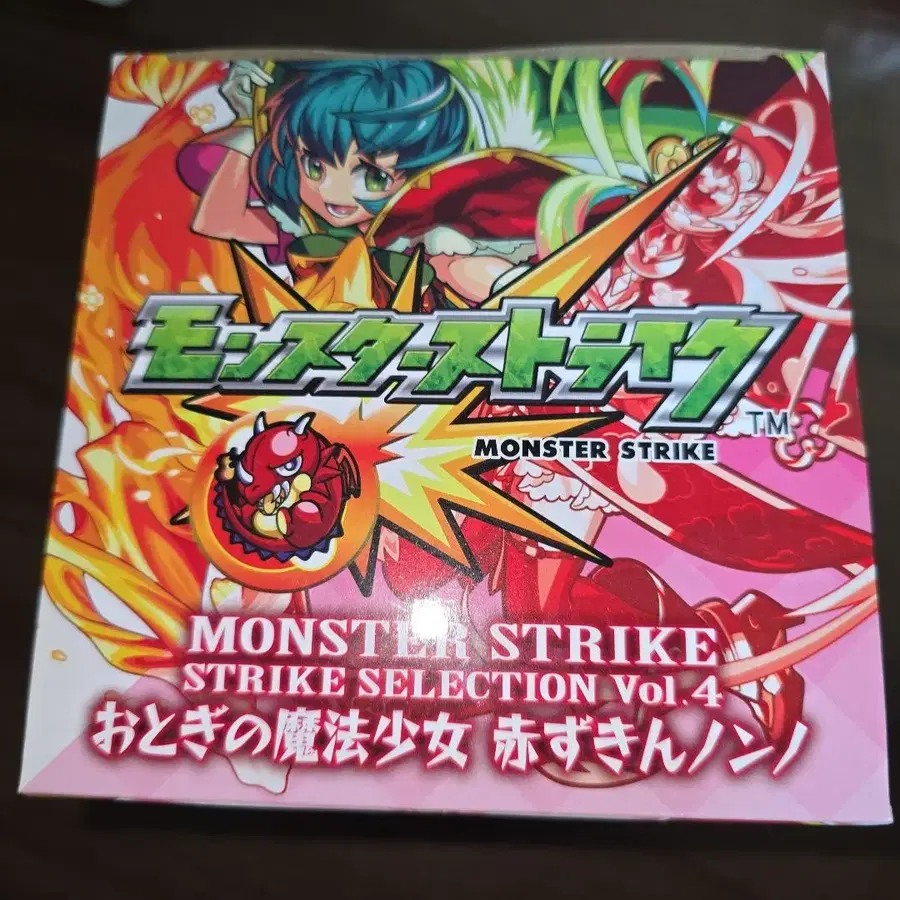 モンスターストライク
TM
MONSTER STRIKE
MONSTER STRIKE
STRIKE SELECTION Vol.4
おとぎの魔法少女 赤ずきんノンノ